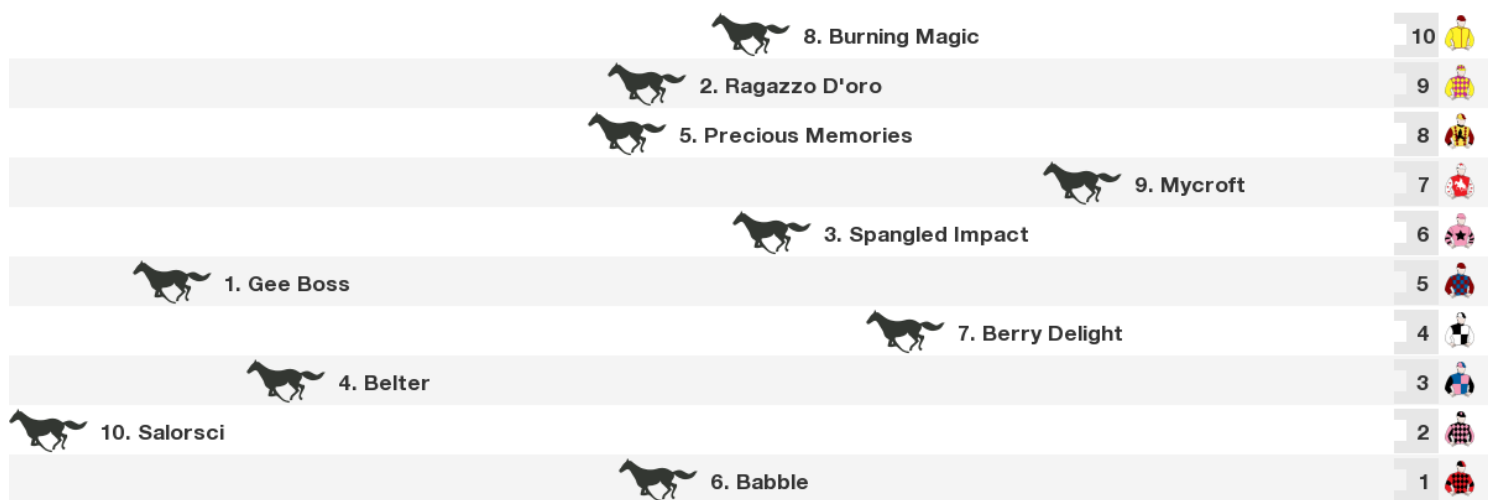 8. Burning Magic 10
2. Ragazzo D'oro 9
5. Precious Memories 8
9. Mycroft 7
3. Spangled Impact 6
1. Gee Boss 5
7. Berry Delight 4
4. Belter 3
10. Salorsci 2
6. Babble 1